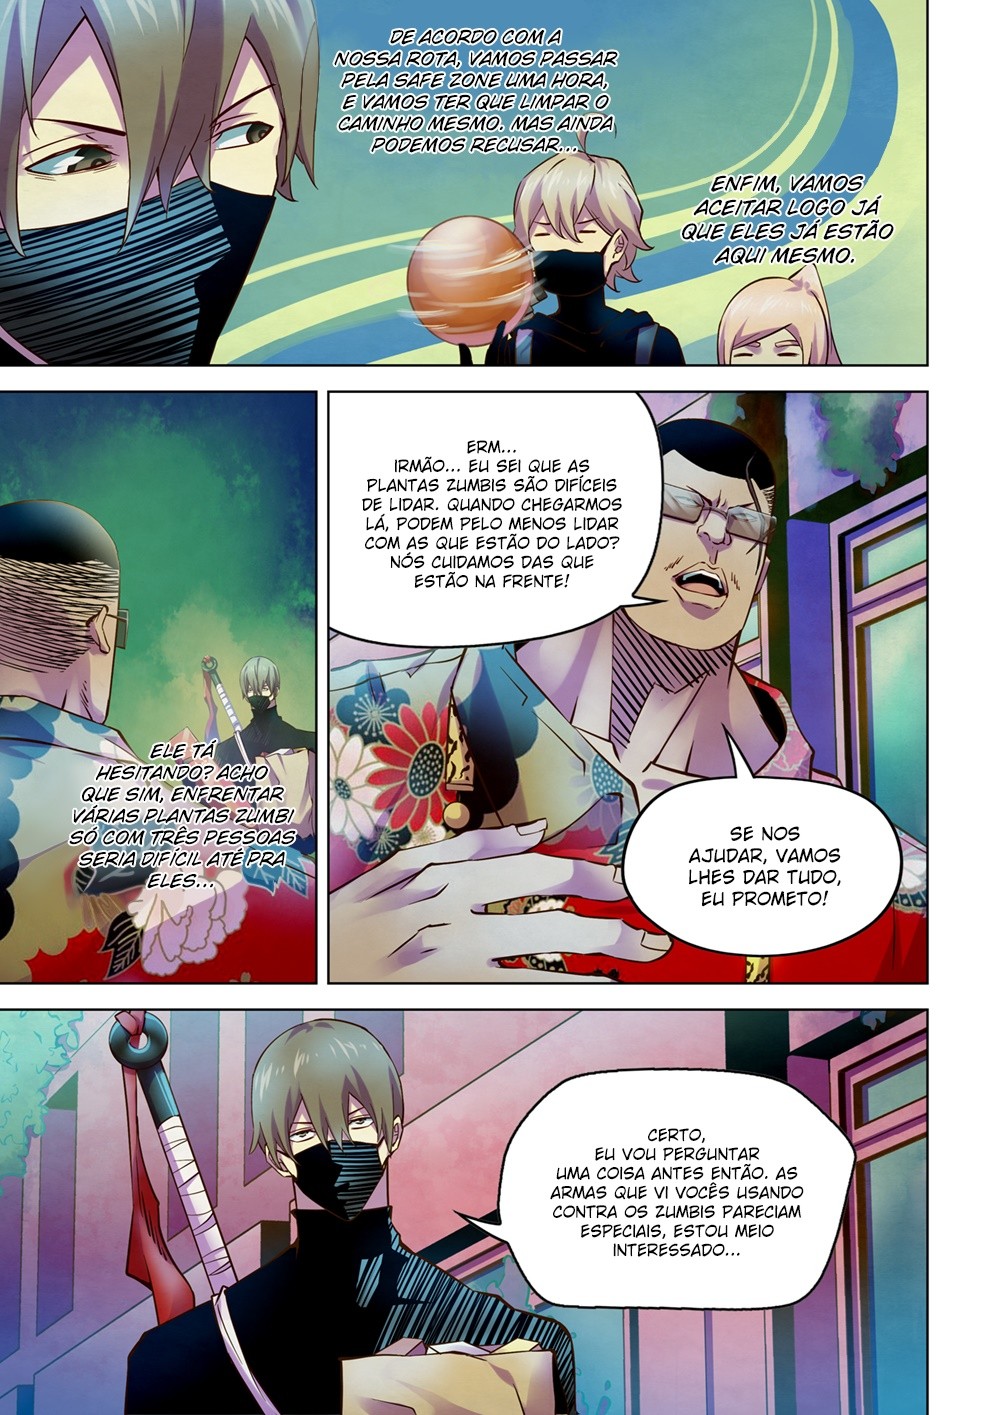 DE ACORDO COM A
NOSSA ROTA, VAMOS PASSAR
PELA SAFE ZONE UMA HORA,
E VAMOS TER QUE LIMPAR O
CAMINHO MESMO. MAS AINDA
PODEMOS RECUSAR...
ENFIM, VAMOS
ACEITAR LOGO JÁ
QUE ELES JÁ ESTÃO
AQUI MESMO.
ERM...
IRMÃO... EU SEI QUE AS
PLANTAS ZUMBIS SÃO DIFÍCEIS
DE LIDAR. QUANDO CHEGARMOS
LÁ, PODEM PELO MENOS LIDAR
COM AS QUE ESTÃO DO LADO?
NÓS CUIDAMOS DAS QUE
ESTÃO NA FRENTE!
SE NOS
AJUDAR, VAMOS
LHES DAR TUDO,
EU PROMETO!
ELE TÁ
HESITANDO? ACHO
QUE SIM, ENFRENTAR
VÁRIAS PLANTAS ZUMBI
SÓ COM TRÊS PESSOAS
SERIA DIFÍCIL ATÉ PRA
ELES...
CERTO,
EU VOU PERGUNTAR
UMA COISA ANTES ENTÃO. AS
ARMAS QUE VI VOCÊS USANDO
CONTRA OS ZUMBIS PARECIAM
ESPECIAIS, ESTOU MEIO
INTERESSADO...